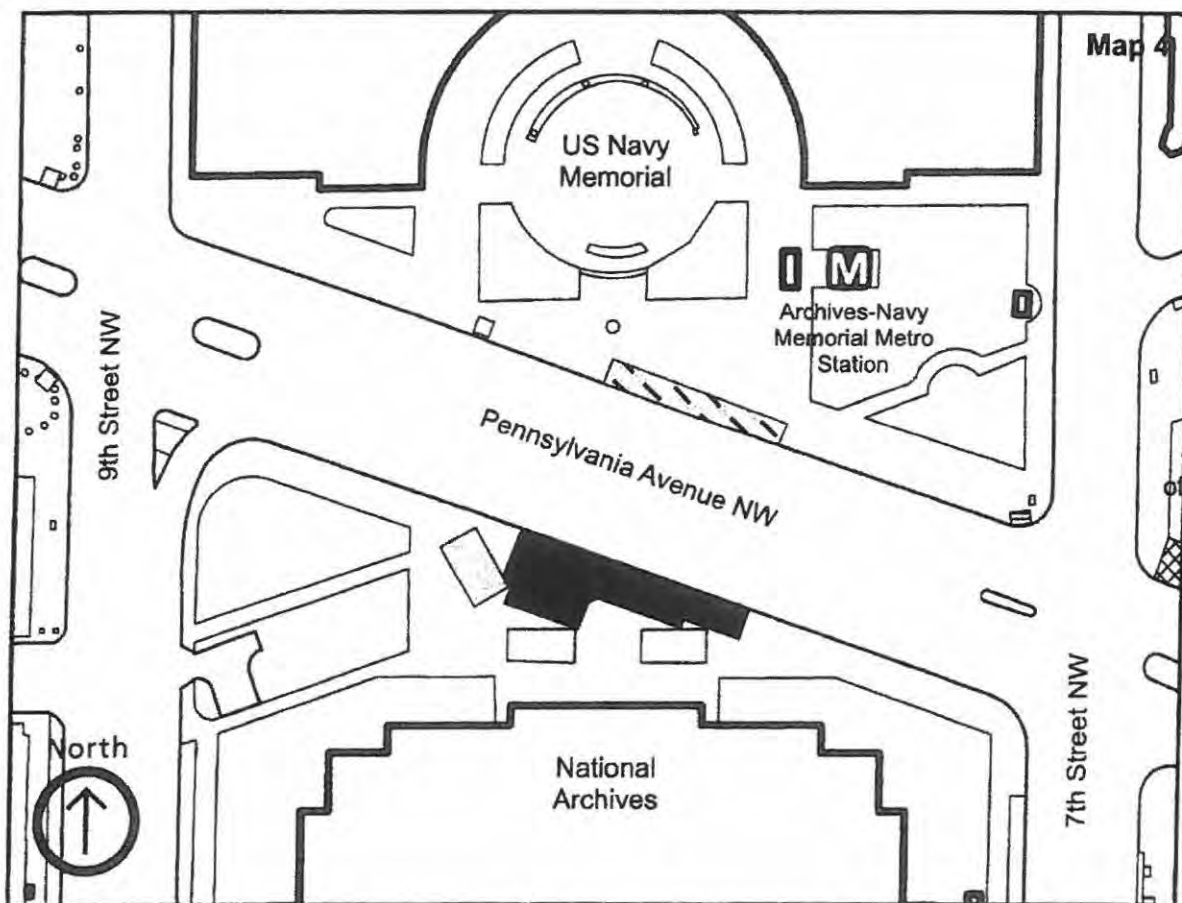 Map 4
US Navy
Memorial
M
Archives-Navy
Memorial Metro
Station
9th Street NW
Pennsylvania Avenue NW
of
7th Street NW
North
National
Archives